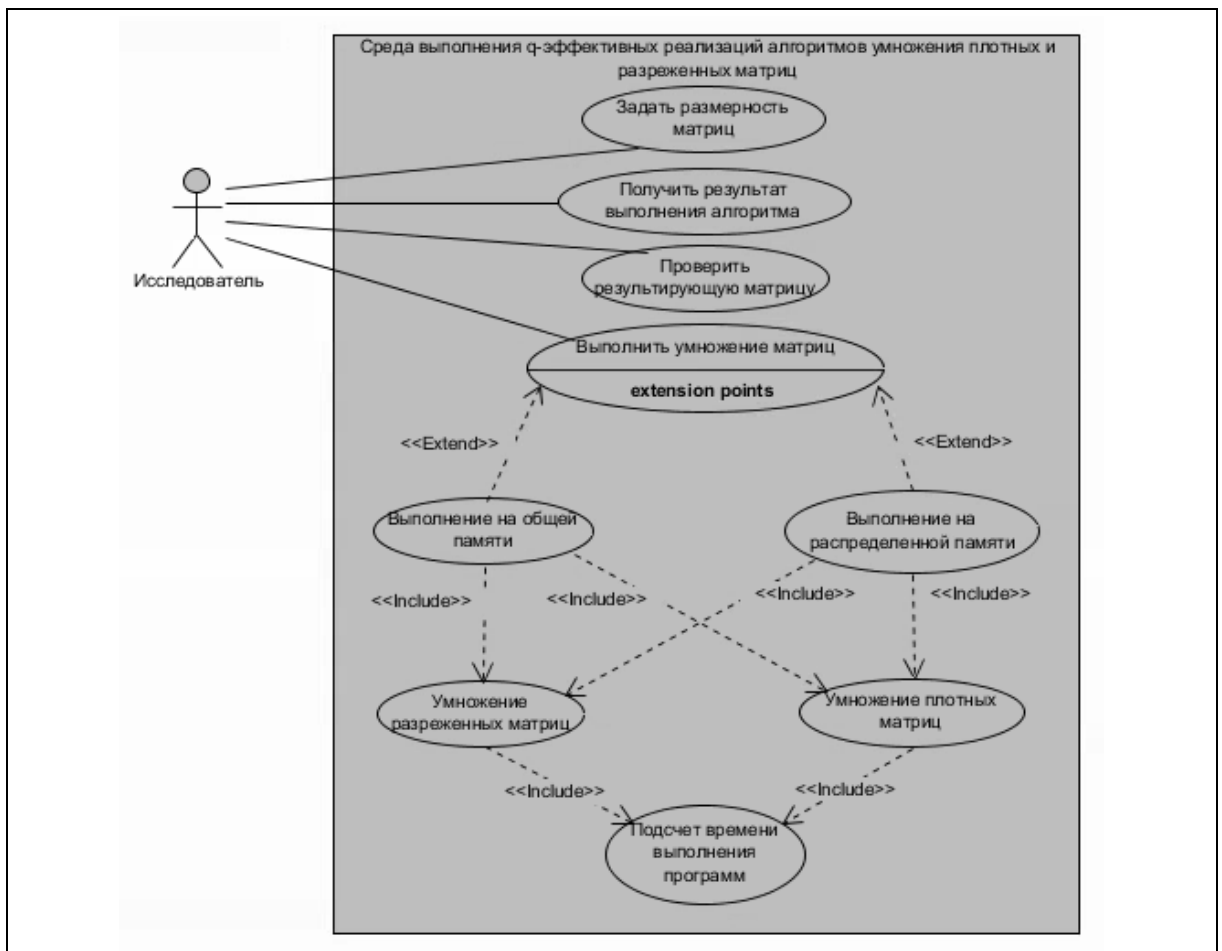 Среда выполнения q-эффективных реализаций алгоритмов умножения плотных и
разреженных матриц
Задать размерность
матриц
Получить результат
выполнения алгоритма
Исследователь
Проверить
результирующую матрицу
Выполнить умножение матриц
extension points
<<Extend>>
<<Extend>>
Выполнение на общей
памяти
Выполнение на
распределенной памяти
<<Include>>
<<Include>>
<<Include>>
<<Include>>
Умножение
разреженных матриц
Умножение плотных
матриц
<<Include>>
<<Include>>
Подсчет времени
выполнения
программ